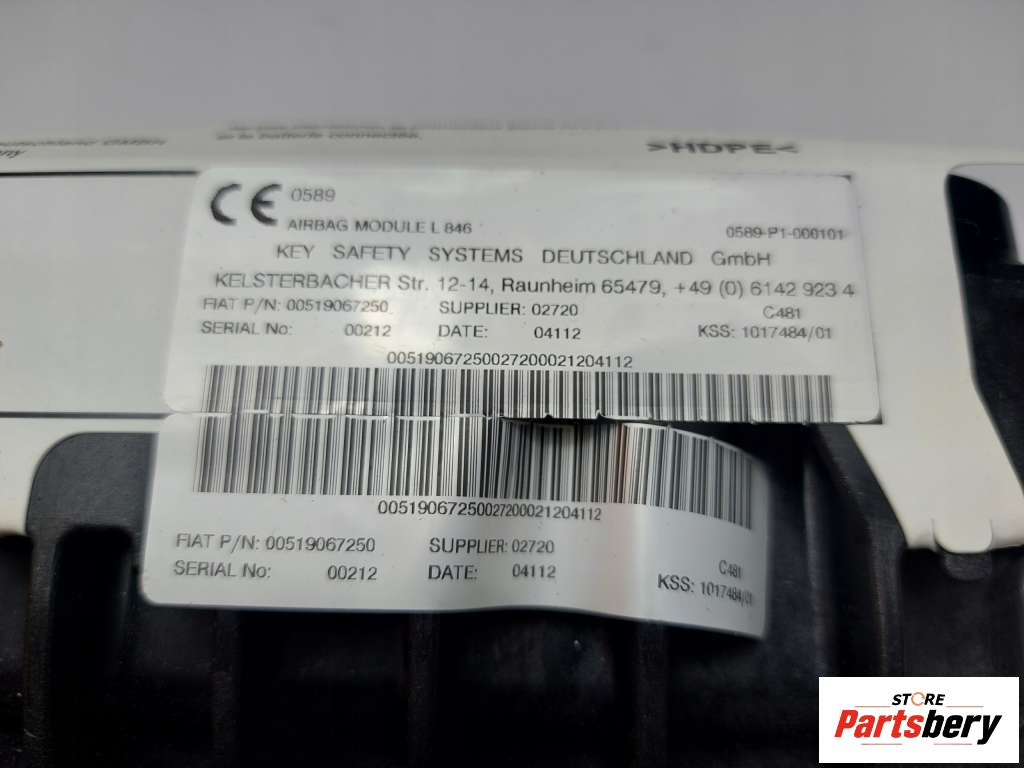 >HDPE<
CE 0589
AIRBAG MODULE L 846 0589-P1-000101
KEY SAFETY SYSTEMS DEUTSCHLAND GmbH
KELSTERBACHER Str. 12-14, Raunheim 65479, +49 (0) 6142 923 4
FIAT P/N: 00519067250 SUPPLIER: 02720 C481
SERIAL No: 00212 DATE: 04112 KSS: 1017484/01
00519067250027200021204112
00519067250027200021204112
FIAT P/N: 00519067250 SUPPLIER: 02720 C481
SERIAL No: 00212 DATE: 04112 KSS: 1017484/01
STORE
Partsbery